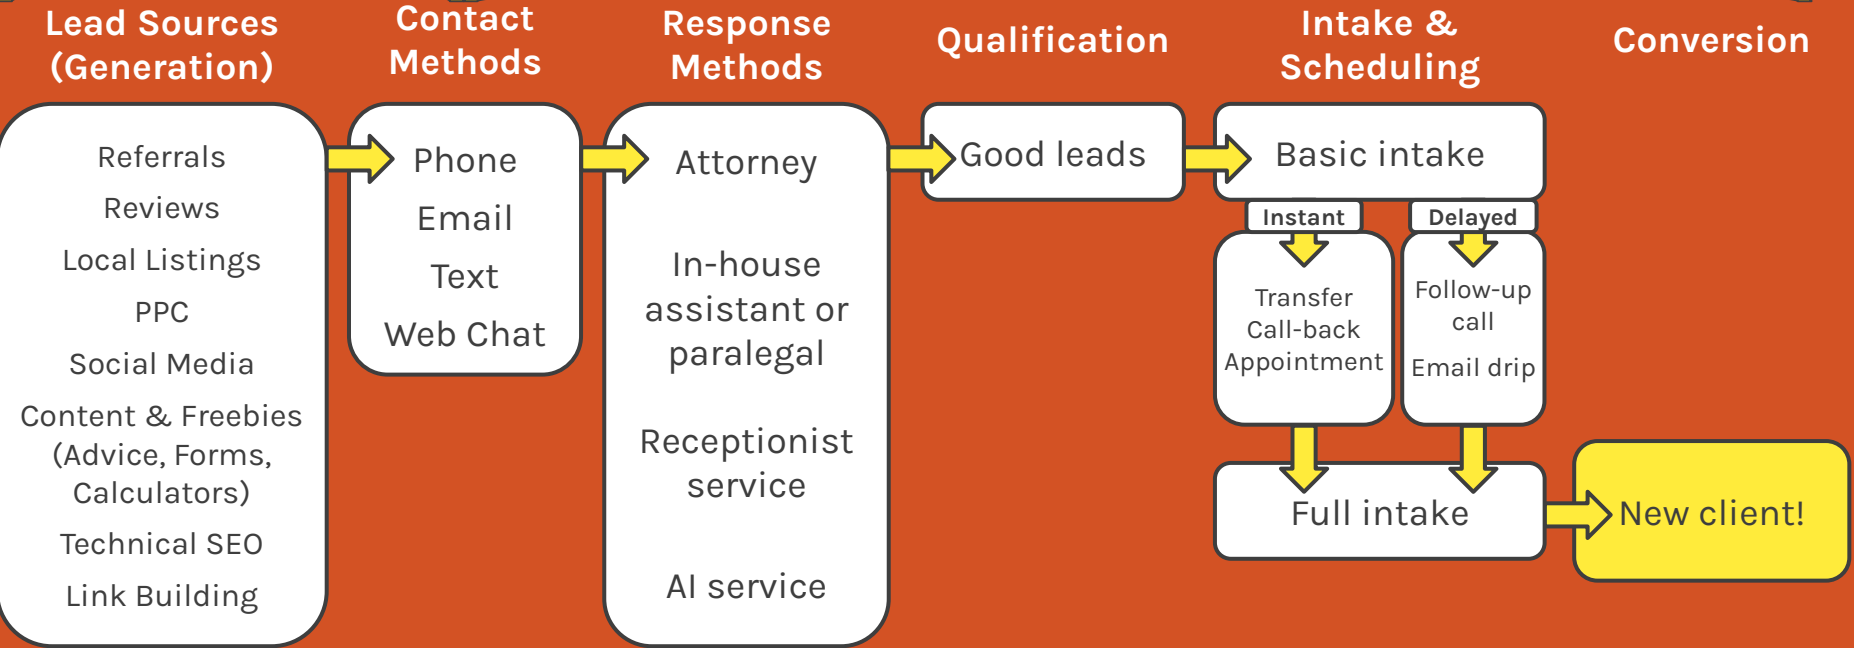 Lead Sources
(Generation)
Contact
Methods
Response
Methods
Qualification
Intake &
Scheduling
Conversion
Referrals
Reviews
Local Listings
PPC
Social Media
Content & Freebies
(Advice, Forms,
Calculators)
Technical SEO
Link Building
Phone
Email
Text
Web Chat
Attorney
In-house
assistant or
paralegal
Receptionist
service
AI service
Good leads
Basic intake
Instant
Transfer
Call-back
Appointment
Delayed
Follow-up
call
Email drip
Full intake
New client!